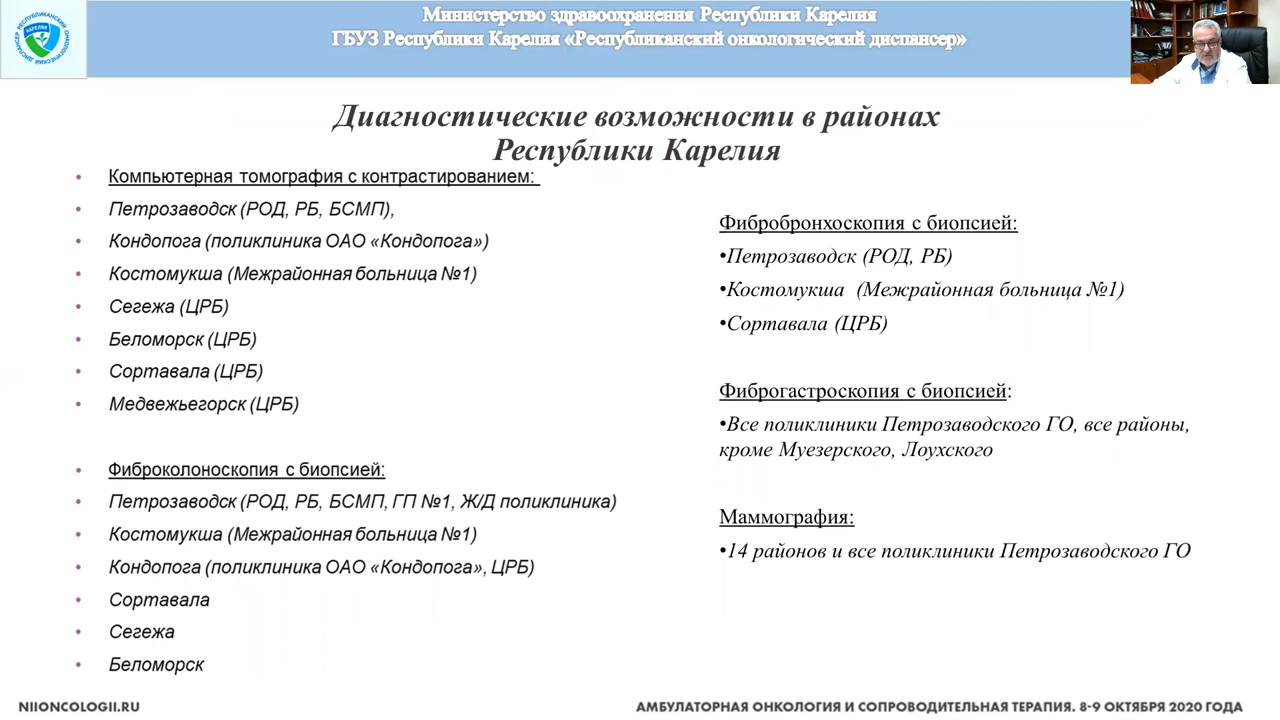 Министерство здравоохранения Республики Карелия
ГБУЗ Республики Карелия «Республиканский онкологический диспансер»
РЕСПУБЛИКАНСКИЙ ОНКОЛОГИЧЕСКИЙ ДИСПАНСЕР
КАРЕЛИЯ
Диагностические возможности в районах
Республики Карелия
• Компьютерная томография с контрастированием:
• Петрозаводск (РОД, РБ, БСМП),
• Кондопога (поликлиника ОАО «Кондопога»)
• Костомукша (Межрайонная больница №1)
• Сегежа (ЦРБ)
• Беломорск (ЦРБ)
• Сортавала (ЦРБ)
• Медвежьегорск (ЦРБ)
• Фиброколоноскопия с биопсией:
• Петрозаводск (РОД, РБ, БСМП, ГП №1, Ж/Д поликлиника)
• Костомукша (Межрайонная больница №1)
• Кондопога (поликлиника ОАО «Кондопога», ЦРБ)
• Сортавала
• Сегежа
• Беломорск
Фибробронхоскопия с биопсией:
•Петрозаводск (РОД, РБ)
•Костомукша (Межрайонная больница №1)
•Сортавала (ЦРБ)
Фиброгастроскопия с биопсией:
•Все поликлиники Петрозаводского ГО, все районы,
кроме Муезерского, Лоухского
Маммография:
•14 районов и все поликлиники Петрозаводского ГО
NIIONCOLOGII.RU
АМБУЛАТОРНАЯ ОНКОЛОГИЯ И СОПРОВОДИТЕЛЬНАЯ ТЕРАПИЯ. 8-9 ОКТЯБРЯ 2020 ГОДА